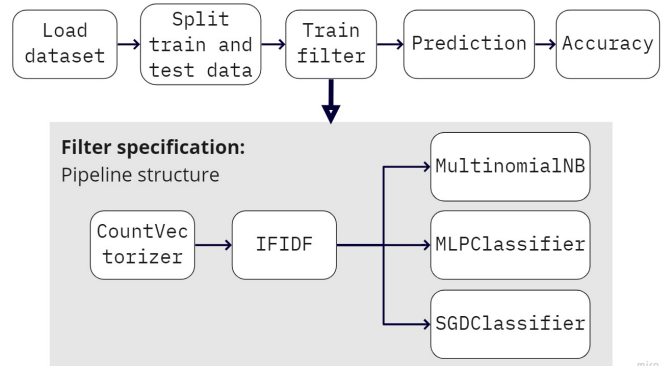 Load
dataset
Split
train and
test data
Train
filter
Prediction
Accuracy
Filter specification:
Pipeline structure
CountVec
torizer
IFIDF
MultinomialNB
MLPClassifier
SGDClassifier
miro